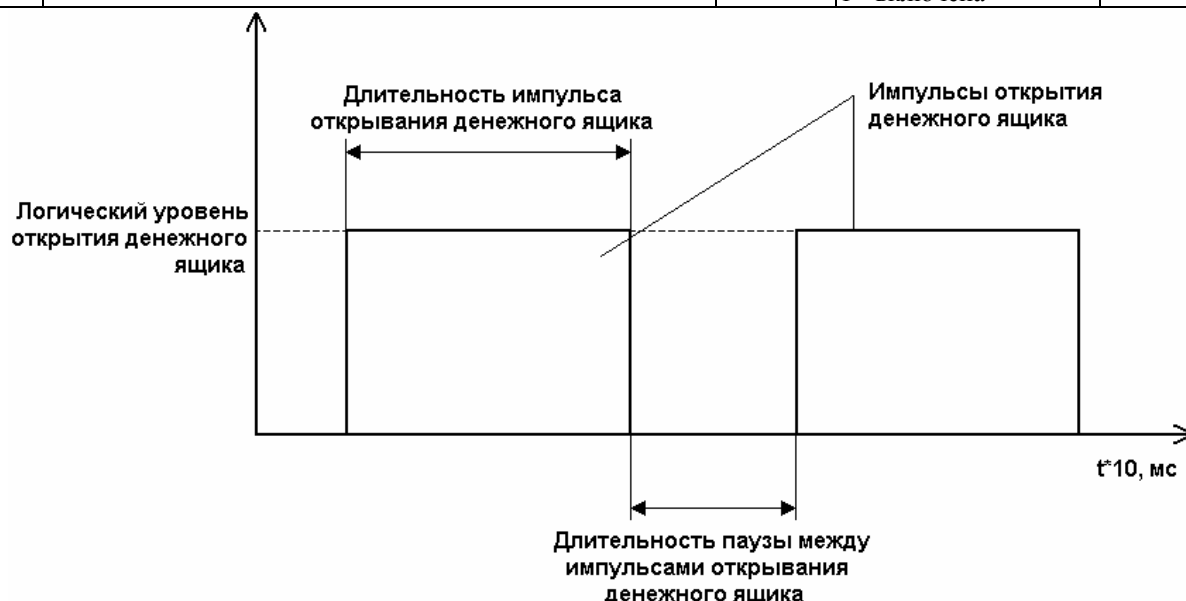 Длительность импульса
открывания денежного ящика
Импульсы открытия
денежного ящика
Логический уровень
открытия денежного
ящика
t*10, мс
Длительность паузы между
импульсами открывания
денежного ящика